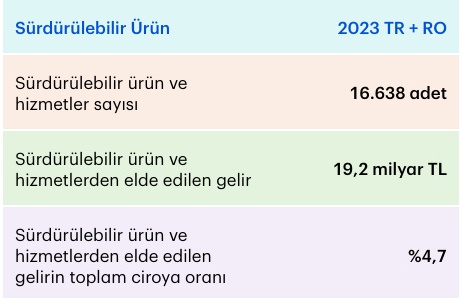 Sürdürülebilir Ürün 2023 TR + RO
Sürdürülebilir ürün ve
hizmetler sayısı
16.638 adet
Sürdürülebilir ürün ve
hizmetlerden elde edilen gelir
19,2 milyar TL
Sürdürülebilir ürün ve
hizmetlerden elde edilen
gelirin toplam ciroya oranı
%4,7